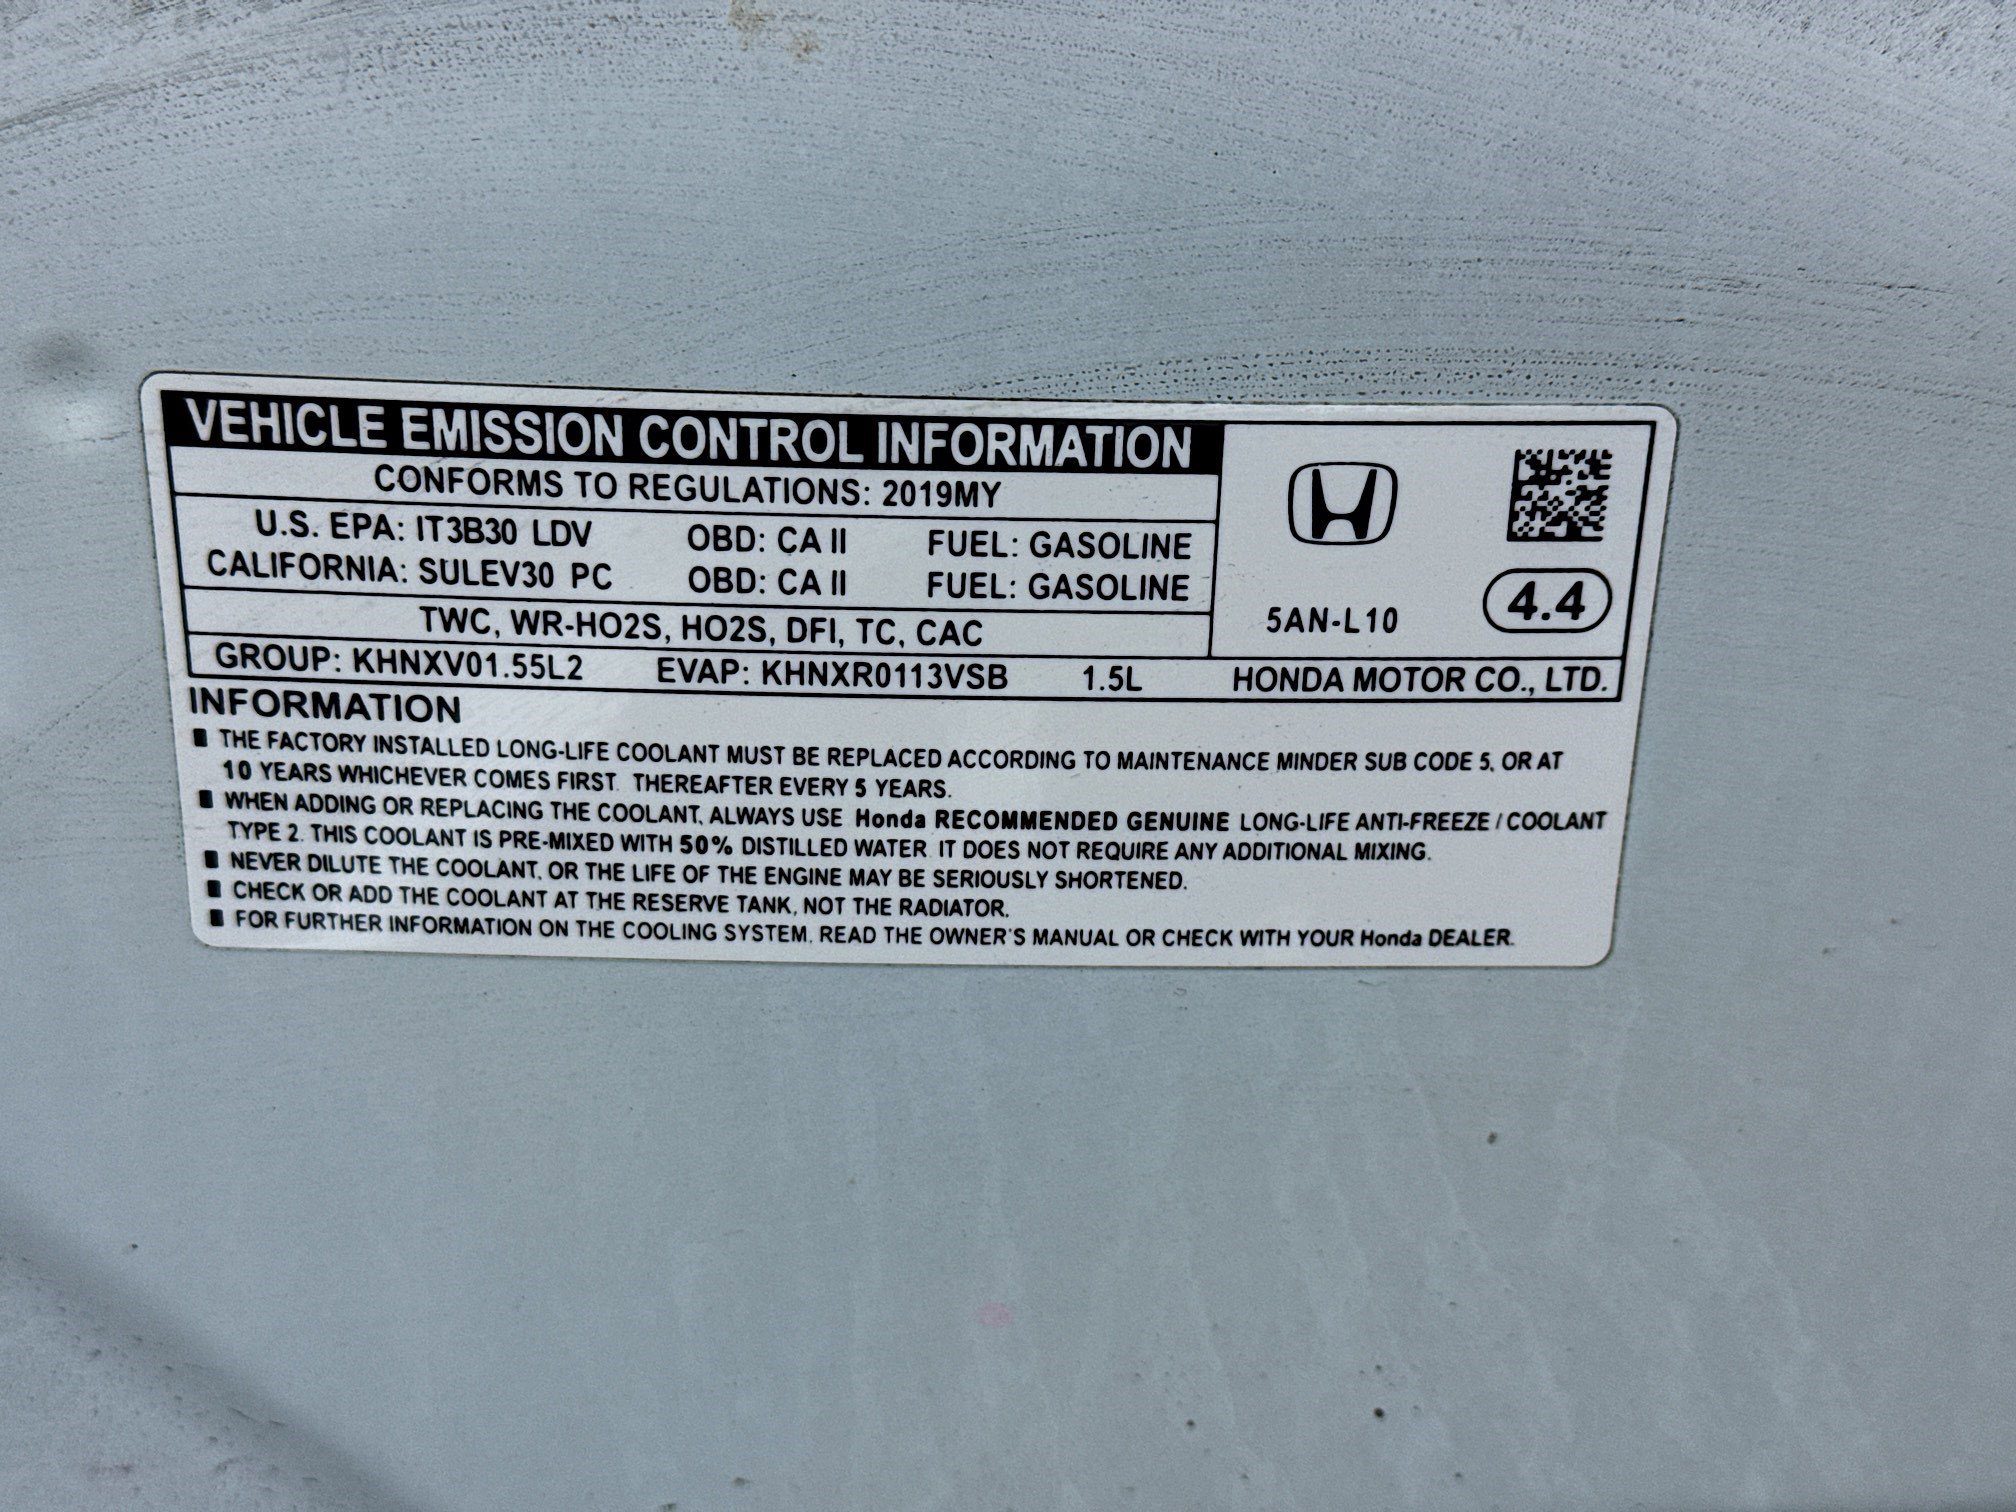 VEHICLE EMISSION CONTROL INFORMATION
CONFORMS TO REGULATIONS: 2019MY
U.S. EPA: IT3B30 LDV OBD: CA II FUEL: GASOLINE
CALIFORNIA: SULEV30 PC OBD: CA II FUEL: GASOLINE
TWC, WR-HO2S, HO2S, DFI, TC, CAC
5AN-L10 4.4
GROUP: KHNXV01.55L2 EVAP: KHNXR0113VSB 1.5L HONDA MOTOR CO., LTD.
INFORMATION
■ THE FACTORY INSTALLED LONG-LIFE COOLANT MUST BE REPLACED ACCORDING TO MAINTENANCE MINDER SUB CODE 5, OR AT
10 YEARS WHICHEVER COMES FIRST. THEREAFTER EVERY 5 YEARS.
■ WHEN ADDING OR REPLACING THE COOLANT, ALWAYS USE Honda RECOMMENDED GENUINE LONG-LIFE ANTI-FREEZE / COOLANT
TYPE 2. THIS COOLANT IS PRE-MIXED WITH 50% DISTILLED WATER. IT DOES NOT REQUIRE ANY ADDITIONAL MIXING.
■ NEVER DILUTE THE COOLANT, OR THE LIFE OF THE ENGINE MAY BE SERIOUSLY SHORTENED.
■ CHECK OR ADD THE COOLANT AT THE RESERVE TANK, NOT THE RADIATOR.
■ FOR FURTHER INFORMATION ON THE COOLING SYSTEM, READ THE OWNER'S MANUAL OR CHECK WITH YOUR Honda DEALER.